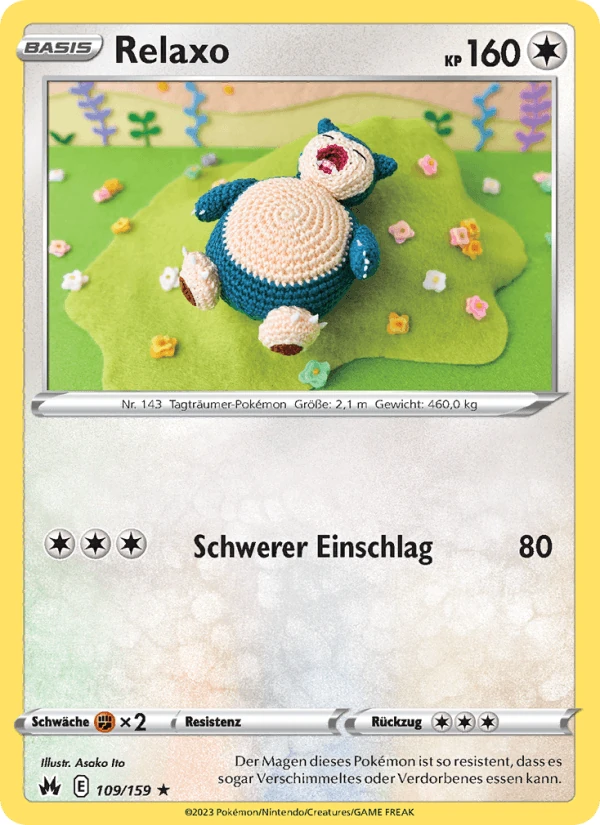 BASIS Relaxo KP 160
Nr. 143 Tagträumer-Pokémon Größe: 2,1 m Gewicht: 460,0 kg
Schwerer Einschlag 80
Schwäche ×2 Resistenz Rückzug
Illustr. Asako Ito
Der Magen dieses Pokémon ist so resistent, dass es
sogar Verschimmeltes oder Verdorbenes essen kann.
E 109/159 ★
©2023 Pokémon/Nintendo/Creatures/GAME FREAK